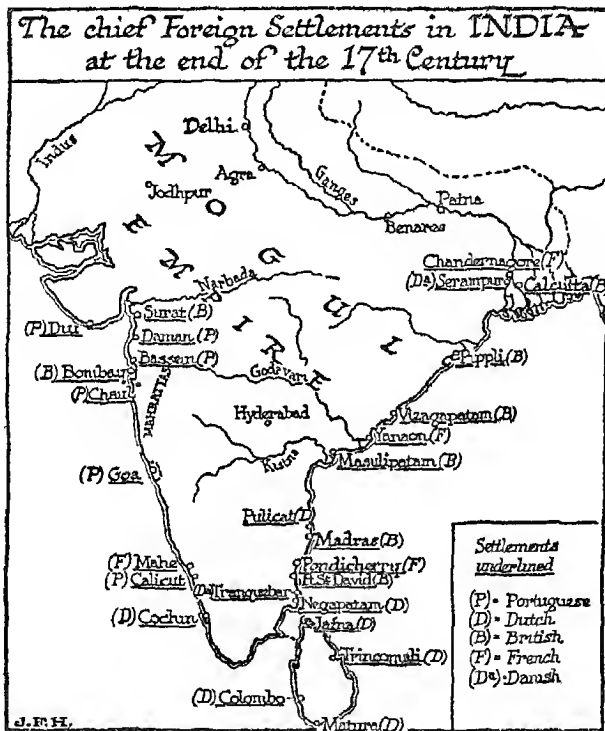 The chief Foreign Settlements in INDIA
at the end of the 17th Century
Indus
Delhi
Jodhpur
Agra
Ganges
Patna
Benares
MOGUL
EMPIRE
Chandernagore (F)
(Da) Serampur
Calcutta (B)
Narbada
(P) Diu
Surat (B)
Daman (P)
Bassein (P)
(B) Bombay
(P) Chaul
MAHRATTAS
Godavari
Pippli (B)
Hyderabad
Vizagapatam (B)
Yanaon (F)
Kistna
Masulipatam (B)
(P) Goa
Pulicat (D)
Madras (B)
(F) Mahe
Pondicherry (F)
(P) Calicut
Ft. St David (B)
(Da) Tranquebar
Negapatam (D)
(D) Cochin
Jafna (D)
Trincomali (D)
(D) Colombo
Matura (D)
Settlements
underlined
(P) = Portuguese
(D) = Dutch
(B) = British
(F) = French
(Da) = Danish
J.F.H.